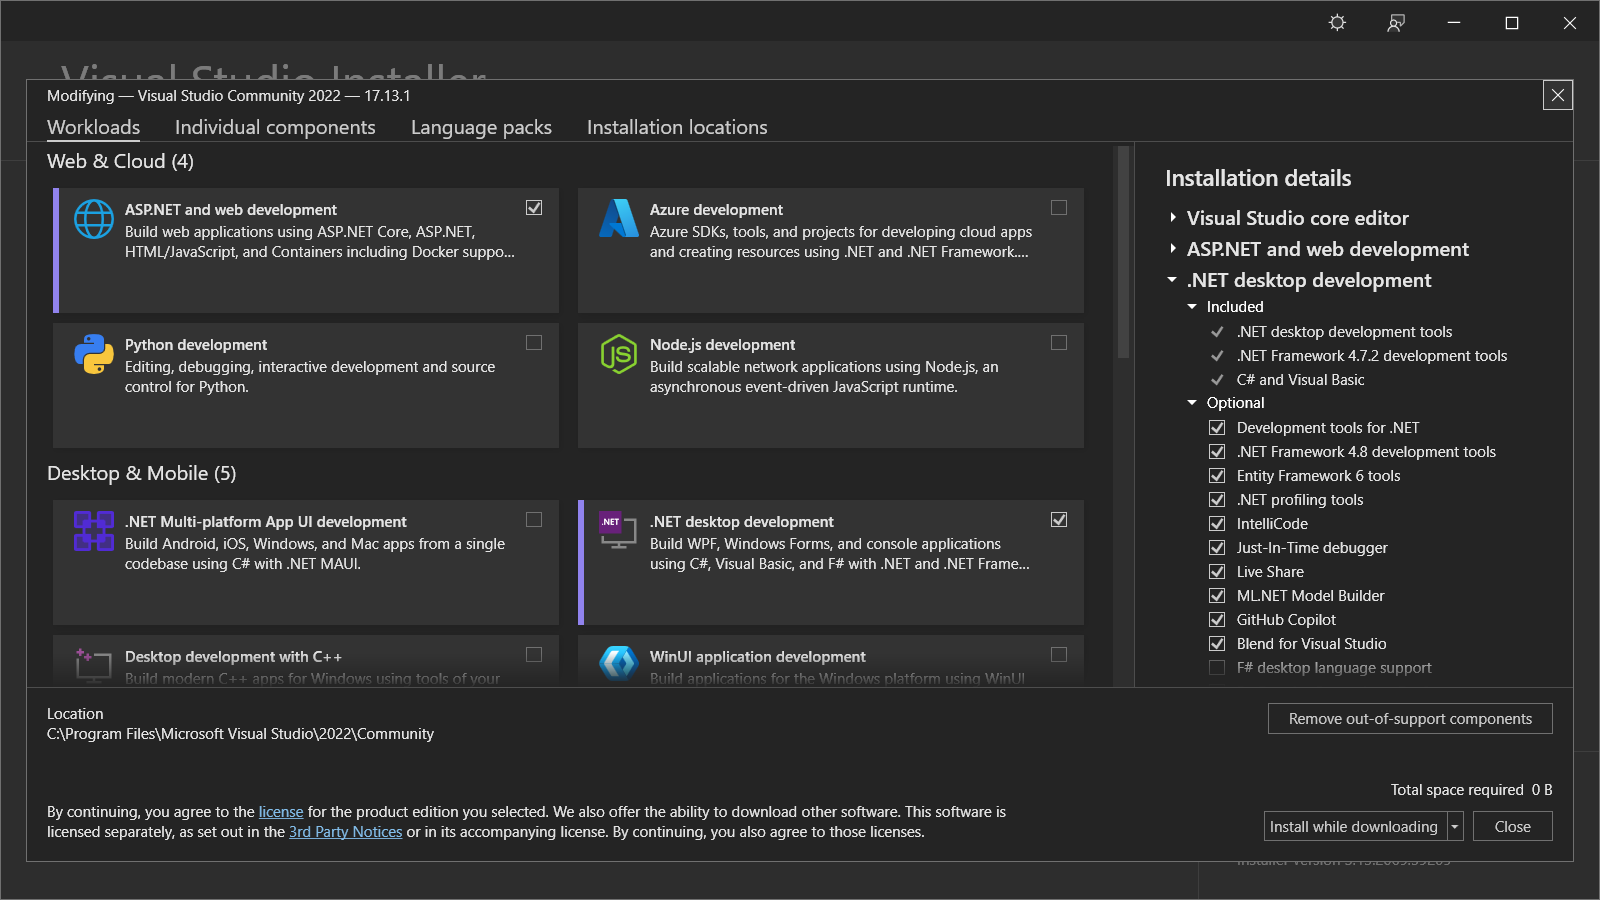 Visual Studio Installer
Modifying — Visual Studio Community 2022 — 17.13.1
Workloads
Individual components
Language packs
Installation locations
Web & Cloud (4)
ASP.NET and web development
Build web applications using ASP.NET Core, ASP.NET,
HTML/JavaScript, and Containers including Docker suppo...
Azure development
Azure SDKs, tools, and projects for developing cloud apps
and creating resources using .NET and .NET Framework....
Python development
Editing, debugging, interactive development and source
control for Python.
JS
Node.js development
Build scalable network applications using Node.js, an
asynchronous event-driven JavaScript runtime.
Desktop & Mobile (5)
.NET Multi-platform App UI development
Build Android, iOS, Windows, and Mac apps from a single
codebase using C# with .NET MAUI.
.NET
.NET desktop development
Build WPF, Windows Forms, and console applications
using C#, Visual Basic, and F# with .NET and .NET Frame...
Desktop development with C++
Build modern C++ apps for Windows using tools of your
WinUI application development
Build applications for the Windows platform using WinUI
Installation details
Visual Studio core editor
ASP.NET and web development
.NET desktop development
Included
.NET desktop development tools
.NET Framework 4.7.2 development tools
C# and Visual Basic
Optional
Development tools for .NET
.NET Framework 4.8 development tools
Entity Framework 6 tools
.NET profiling tools
IntelliCode
Just-In-Time debugger
Live Share
ML.NET Model Builder
GitHub Copilot
Blend for Visual Studio
F# desktop language support
Location
C:\Program Files\Microsoft Visual Studio\2022\Community
Remove out-of-support components
Total space required 0 B
By continuing, you agree to the license for the product edition you selected. We also offer the ability to download other software. This software is
licensed separately, as set out in the 3rd Party Notices or in its accompanying license. By continuing, you also agree to those licenses.
Install while downloading
Close
Installer version